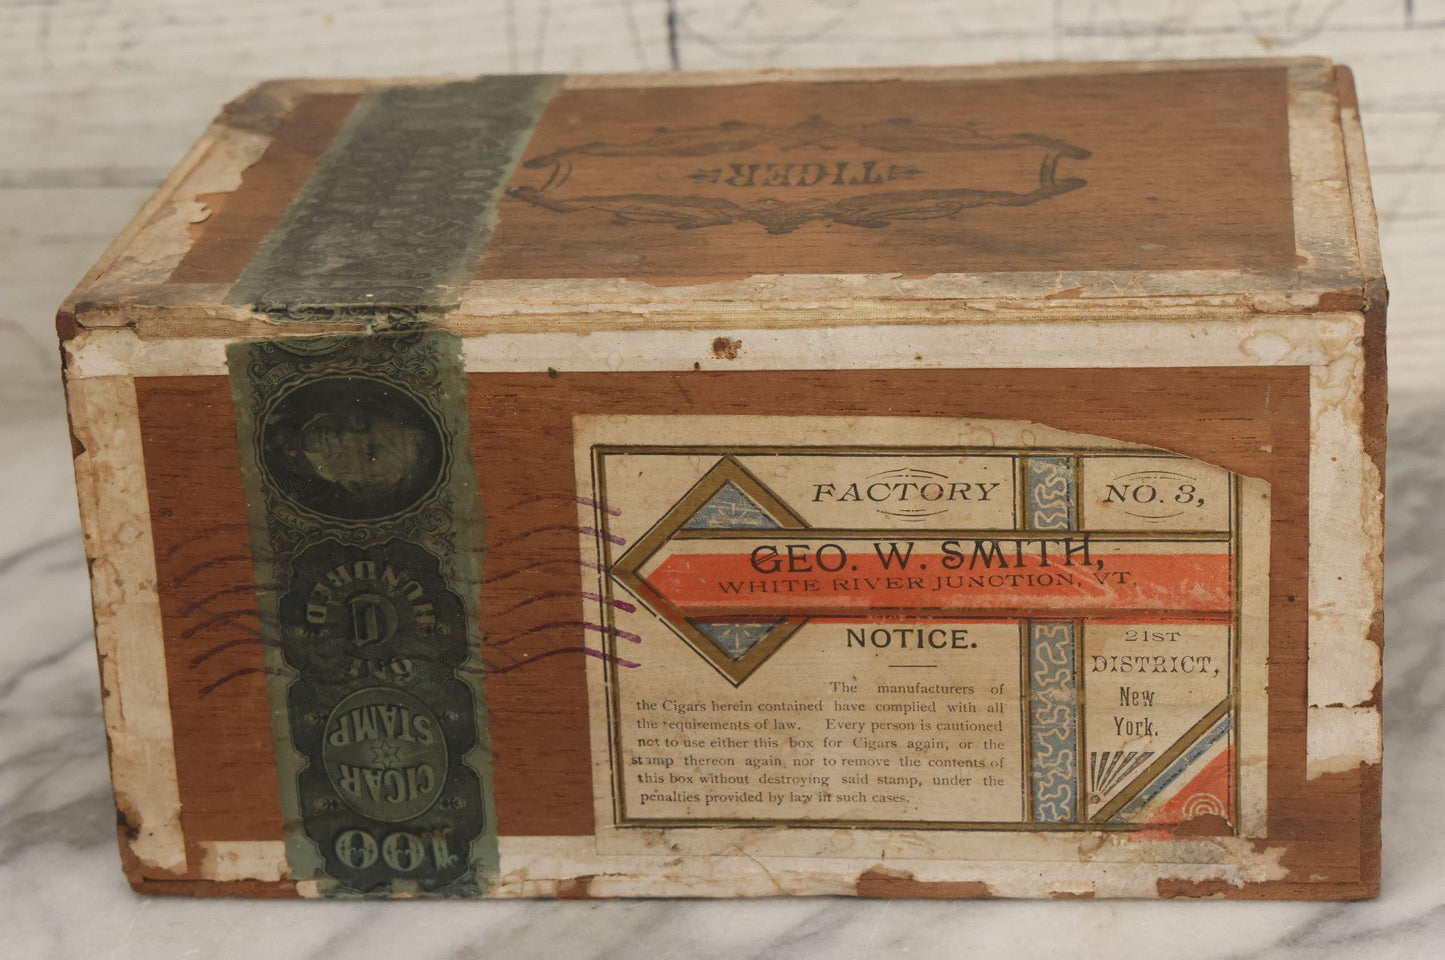 TIGER
CLAY
ONE HUNDRED
CIGAR STAMP
100
FACTORY NO. 3,
GEO. W. SMITH,
WHITE RIVER JUNCTION, VT.
NOTICE.
The manufacturers of
the Cigars herein contained have complied with all
the requirements of law. Every person is cautioned
not to use either this box for Cigars again, or the
stamp thereon again, nor to remove the contents of
this box without destroying said stamp, under the
penalties provided by law in such cases.
21ST
DISTRICT,
New
York.